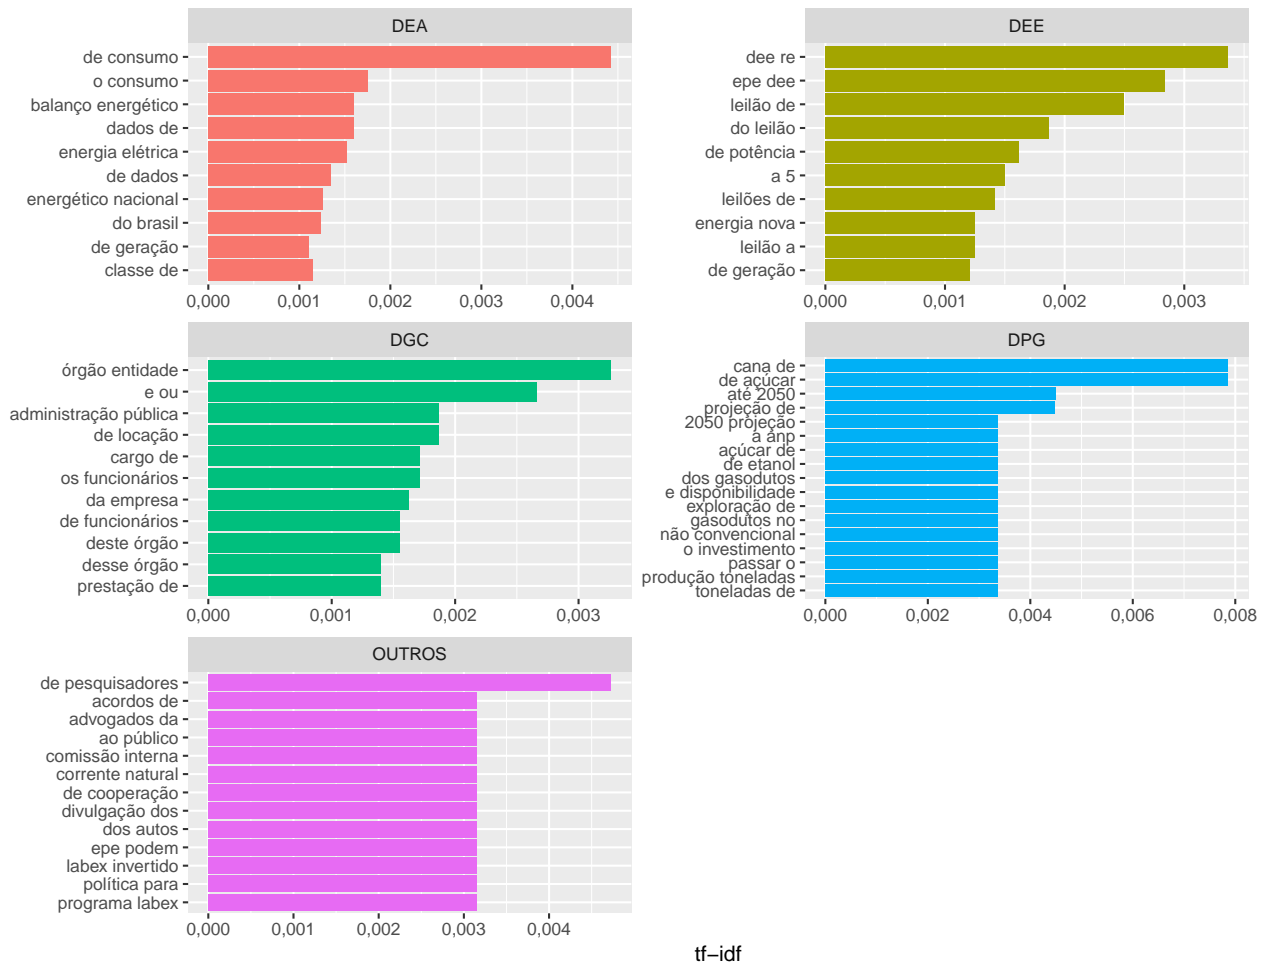 DEA
de consumo
o consumo
balanço energético
dados de
energia elétrica
de dados
energético nacional
do brasil
de geração
classe de
0,000 0,001 0,002 0,003 0,004
DEE
dee re
epe dee
leilão de
do leilão
de potência
a 5
leilões de
energia nova
leilão a
de geração
0,000 0,001 0,002 0,003
DGC
órgão entidade
e ou
administração pública
de locação
cargo de
os funcionários
da empresa
de funcionários
deste órgão
desse órgão
prestação de
0,000 0,001 0,002 0,003
DPG
cana de
de açúcar
até 2050
projeção de
2050 projeção
a anp
açúcar de
de etanol
dos gasodutos
e disponibilidade
exploração de
gasodutos no
não convencional
o investimento
passar o
produção toneladas
toneladas de
0,000 0,002 0,004 0,006 0,008
OUTROS
de pesquisadores
acordos de
advogados da
ao público
comissão interna
corrente natural
de cooperação
divulgação dos
dos autos
epe podem
labex invertido
política para
programa labex
0,000 0,001 0,002 0,003 0,004
tf−idf